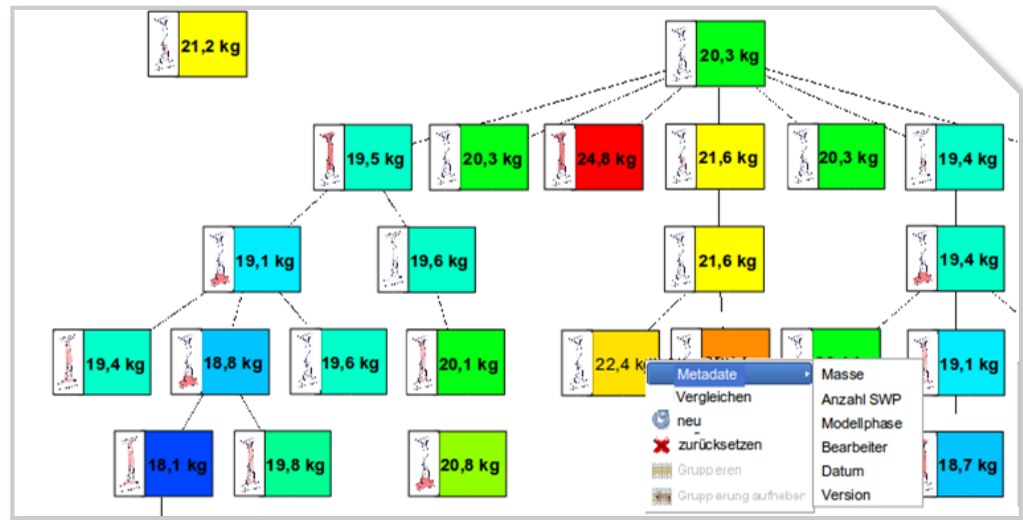 21,2 kg
20,3 kg
19,5 kg
20,3 kg
24,8 kg
21,6 kg
20,3 kg
19,4 kg
19,1 kg
19,6 kg
21,6 kg
19,4 kg
19,4 kg
18,8 kg
19,6 kg
20,1 kg
22,4 kg
19,1 kg
Metadate
Vergleichen
neu
zurücksetzen
Gruppieren
Gruppierung aufheben
Masse
Anzahl SWP
Modellphase
Bearbeiter
Datum
Version
18,1 kg
19,8 kg
20,8 kg
18,7 kg